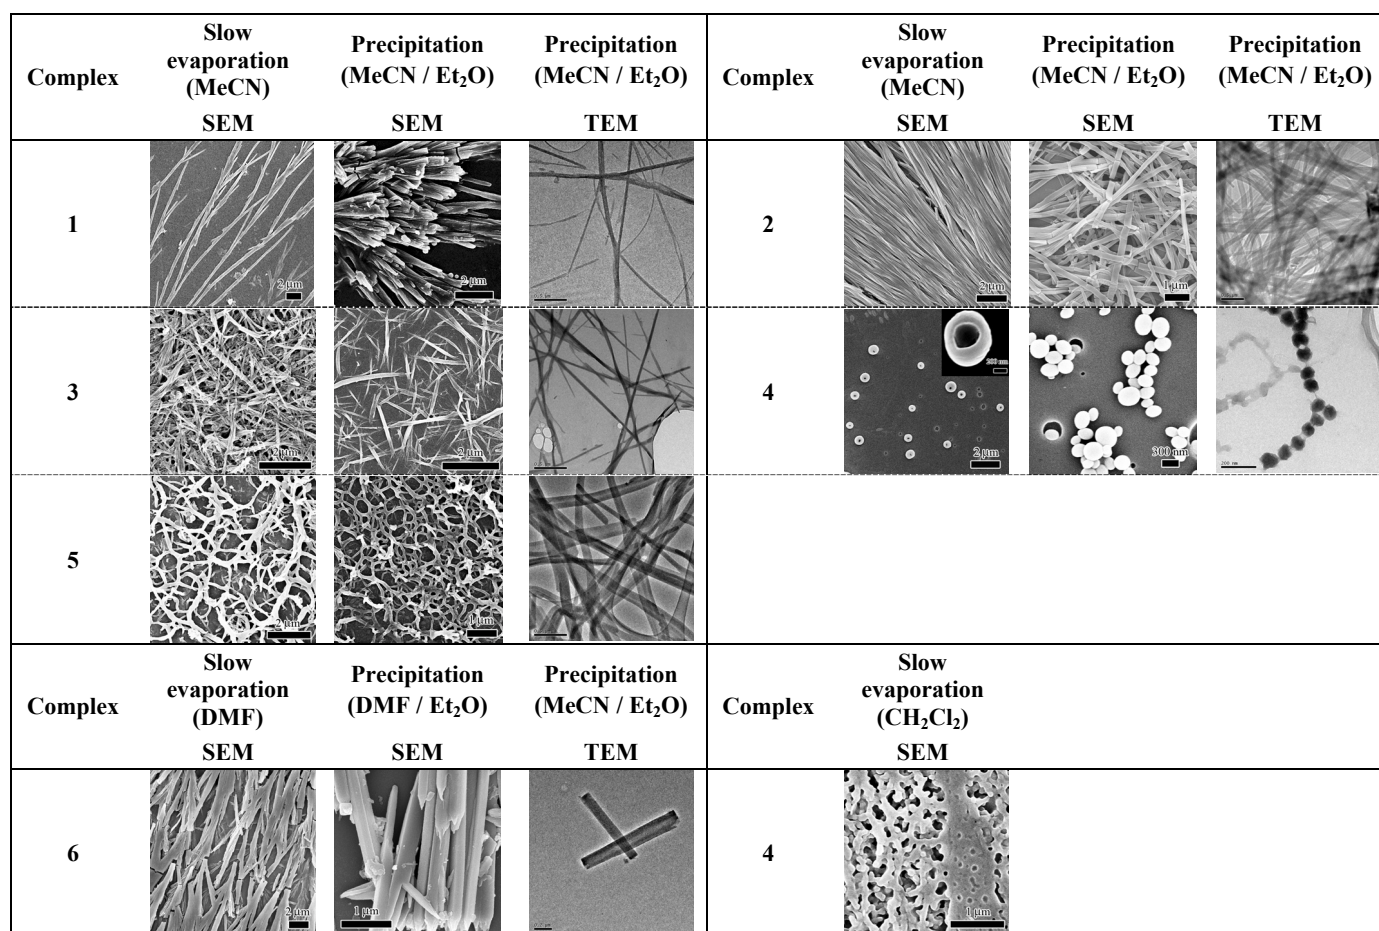 Complex
Slow
evaporation
(MeCN)
SEM
Precipitation
(MeCN / Et₂O)
SEM
Precipitation
(MeCN / Et₂O)
TEM
Complex
Slow
evaporation
(MeCN)
SEM
Precipitation
(MeCN / Et₂O)
SEM
Precipitation
(MeCN / Et₂O)
TEM
1
2 μm
2 μm
2
2 μm
1 μm
3
2 μm
2 μm
4
200 nm
2 μm
300 nm
200 nm
5
2 μm
1 μm
Complex
Slow
evaporation
(DMF)
SEM
Precipitation
(DMF / Et₂O)
SEM
Precipitation
(MeCN / Et₂O)
TEM
Complex
Slow
evaporation
(CH₂Cl₂)
SEM
6
2 μm
1 μm
4
1 μm